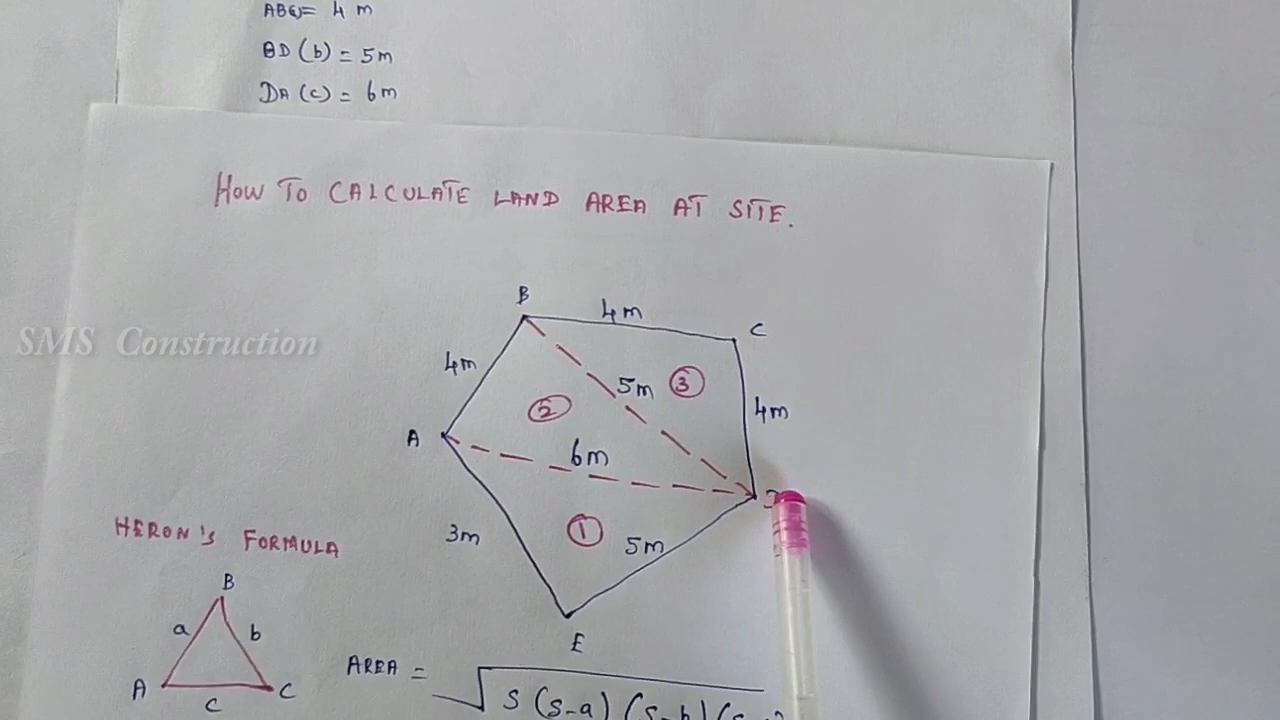 AB(a)= 4 m
BD (b) = 5m
DA (c) = 6m
HOW TO CALCULATE LAND AREA AT SITE.
SMS Construction
B
4m
C
4m
5m
3
4m
2
A
6m
3m
1
5m
E
HERON'S FORMULA
B
a
b
A
C
c
AREA =
S (S-a) (S-b)